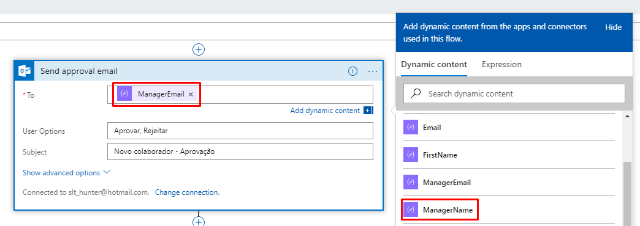 Send approval email
* To
ManagerEmail ×
Add dynamic content
User Options
Aprovar, Rejeitar
Subject
Novo colaborador - Aprovação
Show advanced options
Connected to slt_hunter@hotmail.com. Change connection.
Add dynamic content from the apps and connectors
used in this flow.
Hide
Dynamic content
Expression
Search dynamic content
Email
FirstName
ManagerEmail
ManagerName